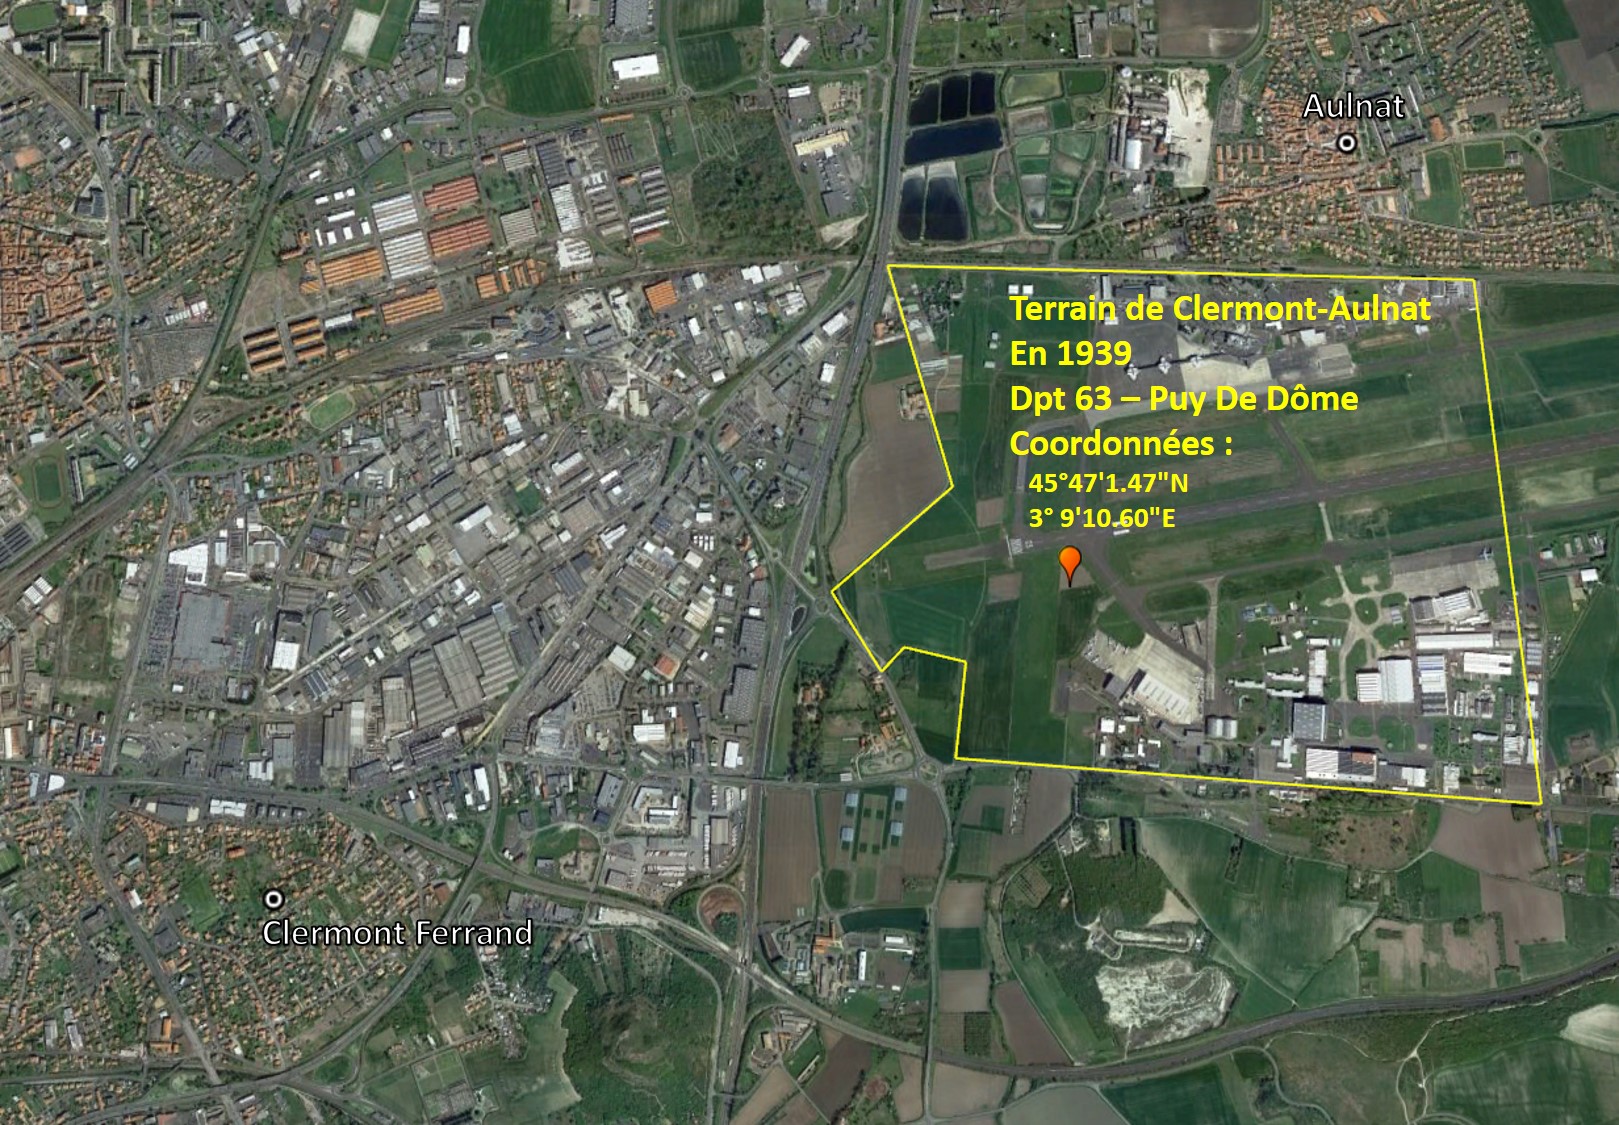 Aulnat
Terrain de Clermont-Aulnat
En 1939
Dpt 63 – Puy De Dôme
Coordonnées :
45°47'1.47"N
3° 9'10.60"E
Clermont Ferrand